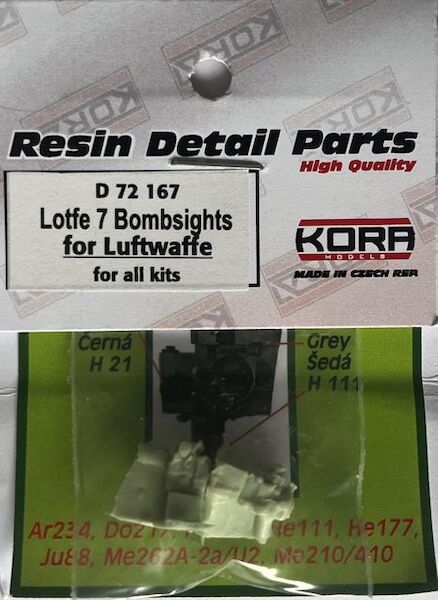 Resin Detail Parts
High Quality
D 72 167
Lotfe 7 Bombsights
for Luftwaffe
for all kits
KORA
MODELS
MADE IN CZECH REP.
Černá
H 21
Grey
Šedá
H 111
Ar234, Do217, He111, He177,
Ju88, Me262A-2a/U2, Me210/410